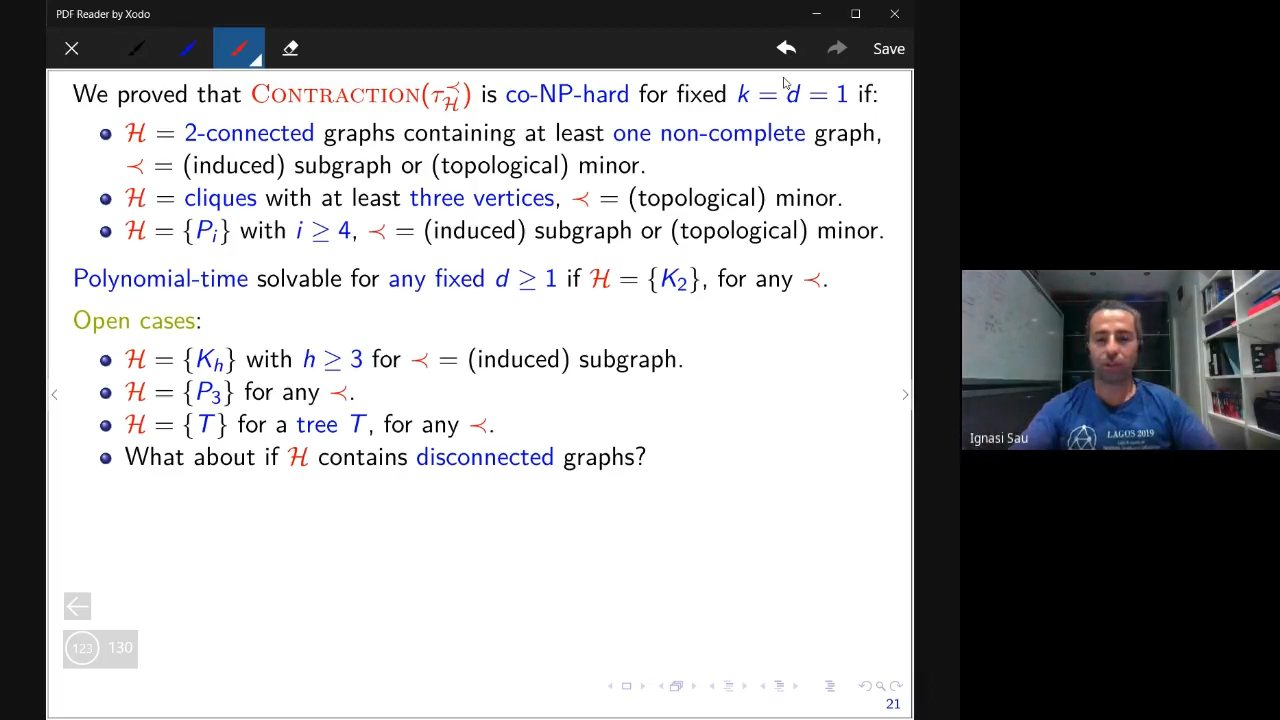 PDF Reader by Xodo
Save
We proved that CONTRACTION(τ_ℋ^≺) is co-NP-hard for fixed k = d = 1 if:
ℋ = 2-connected graphs containing at least one non-complete graph,
≺ = (induced) subgraph or (topological) minor.
ℋ = cliques with at least three vertices, ≺ = (topological) minor.
ℋ = {P_i} with i ≥ 4, ≺ = (induced) subgraph or (topological) minor.
Polynomial-time solvable for any fixed d ≥ 1 if ℋ = {K_2}, for any ≺.
Open cases:
ℋ = {K_h} with h ≥ 3 for ≺ = (induced) subgraph.
ℋ = {P_3} for any ≺.
ℋ = {T} for a tree T, for any ≺.
What about if ℋ contains disconnected graphs?
123 130
21
Ignasi Sau
LAGOS 2019